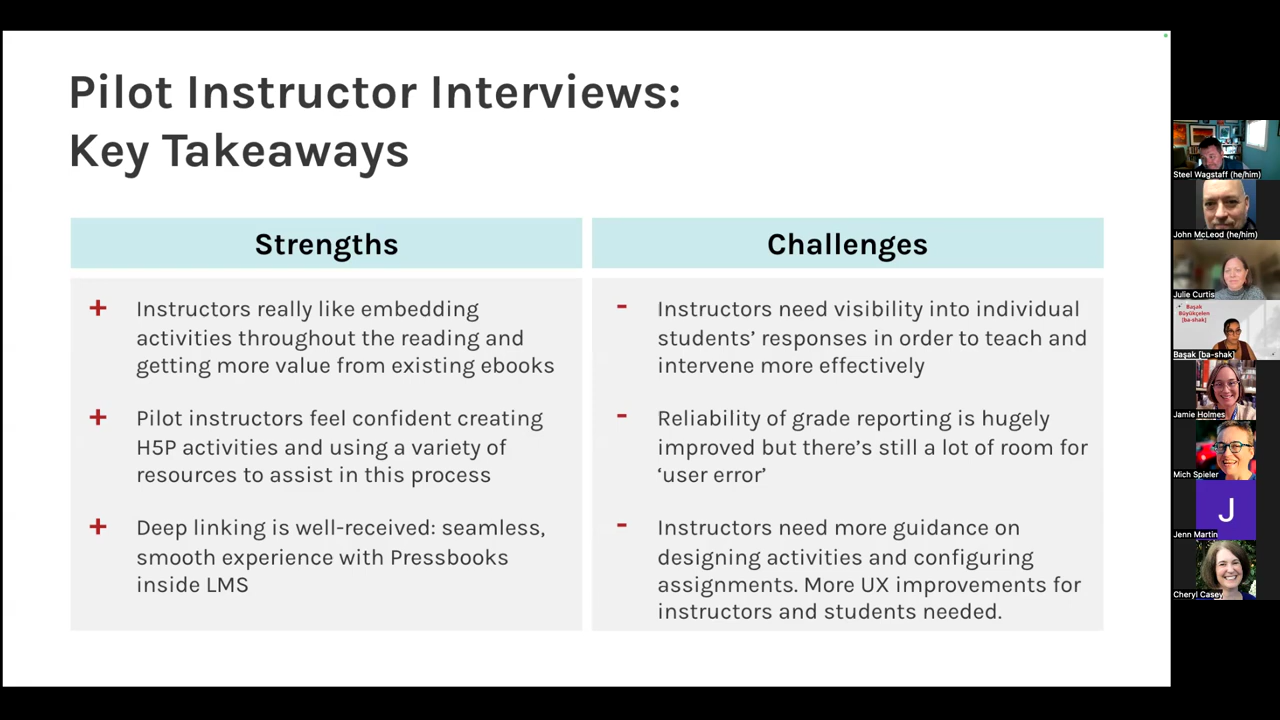 Pilot Instructor Interviews:
Key Takeaways
Strengths
+ Instructors really like embedding
activities throughout the reading and
getting more value from existing ebooks
+ Pilot instructors feel confident creating
H5P activities and using a variety of
resources to assist in this process
+ Deep linking is well-received: seamless,
smooth experience with Pressbooks
inside LMS
Challenges
- Instructors need visibility into individual
students’ responses in order to teach and
intervene more effectively
- Reliability of grade reporting is hugely
improved but there’s still a lot of room for
‘user error’
- Instructors need more guidance on
designing activities and configuring
assignments. More UX improvements for
instructors and students needed.
Steel Wagstaff (he/him)
John McLeod (he/him)
Julie Curtis
Başak
Büyükçelen
[ba-shak]
Başak [ba-shak]
Jamie Holmes
Mich Spieler
J
Jenn Martin
Cheryl Casey